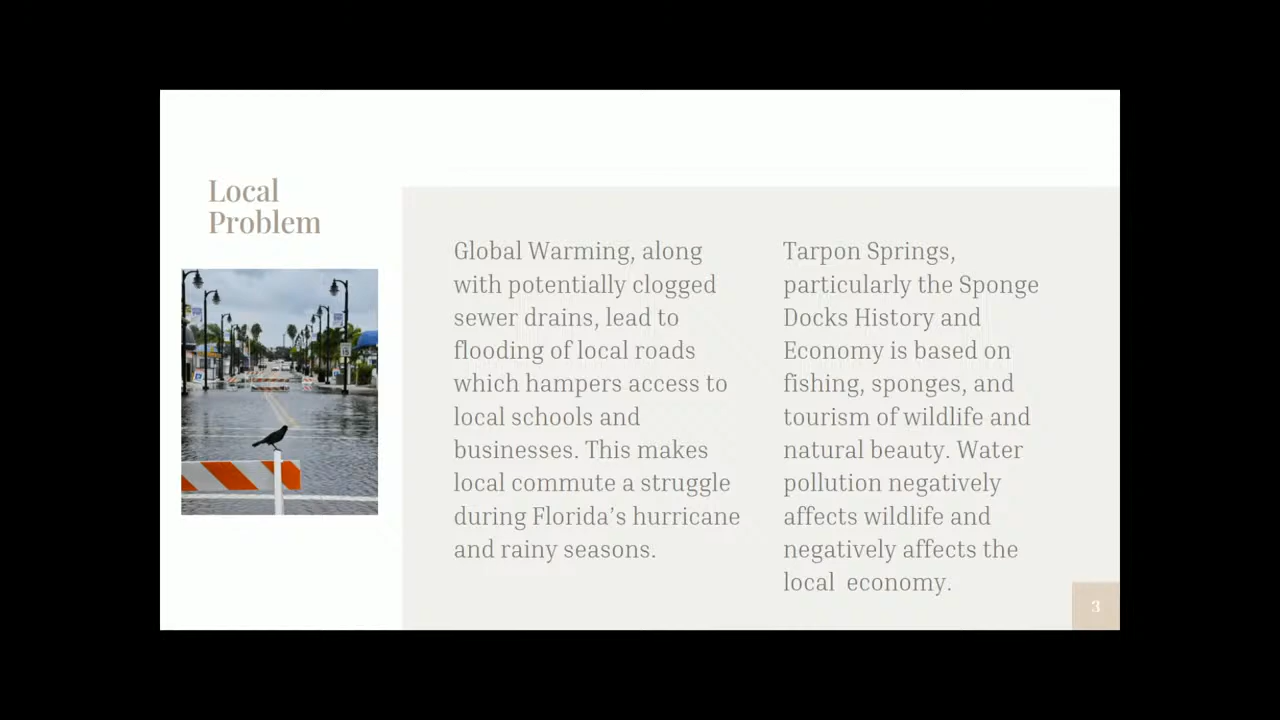 Local
Problem
Global Warming, along
with potentially clogged
sewer drains, lead to
flooding of local roads
which hampers access to
local schools and
businesses. This makes
local commute a struggle
during Florida's hurricane
and rainy seasons.
Tarpon Springs,
particularly the Sponge
Docks History and
Economy is based on
fishing, sponges, and
tourism of wildlife and
natural beauty. Water
pollution negatively
affects wildlife and
negatively affects the
local  economy.
3